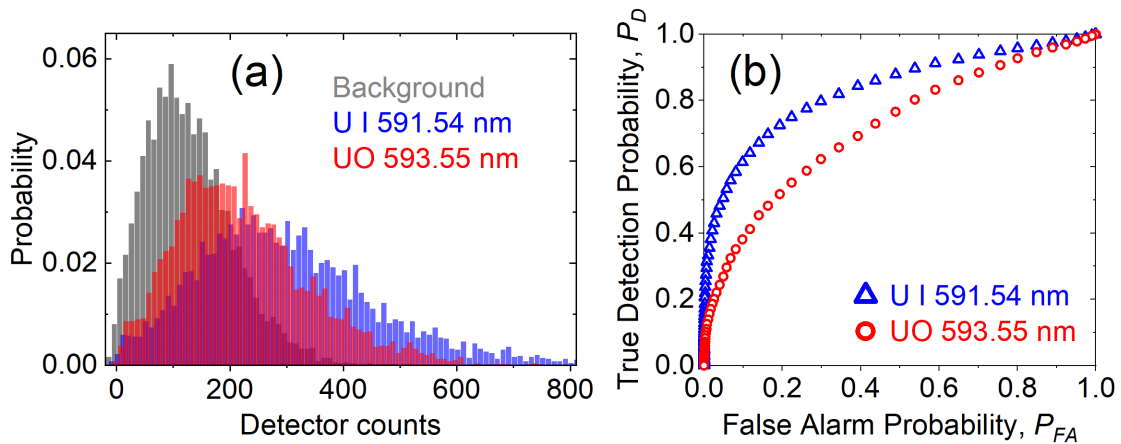 (a)
Background
U I 591.54 nm
UO 593.55 nm
Probability
0.06
0.04
0.02
0.00
0
200
400
600
800
Detector counts
(b)
True Detection Probability, P_D
1.0
0.8
0.6
0.4
0.2
0.0
U I 591.54 nm
UO 593.55 nm
0.0
0.2
0.4
0.6
0.8
1.0
False Alarm Probability, P_FA